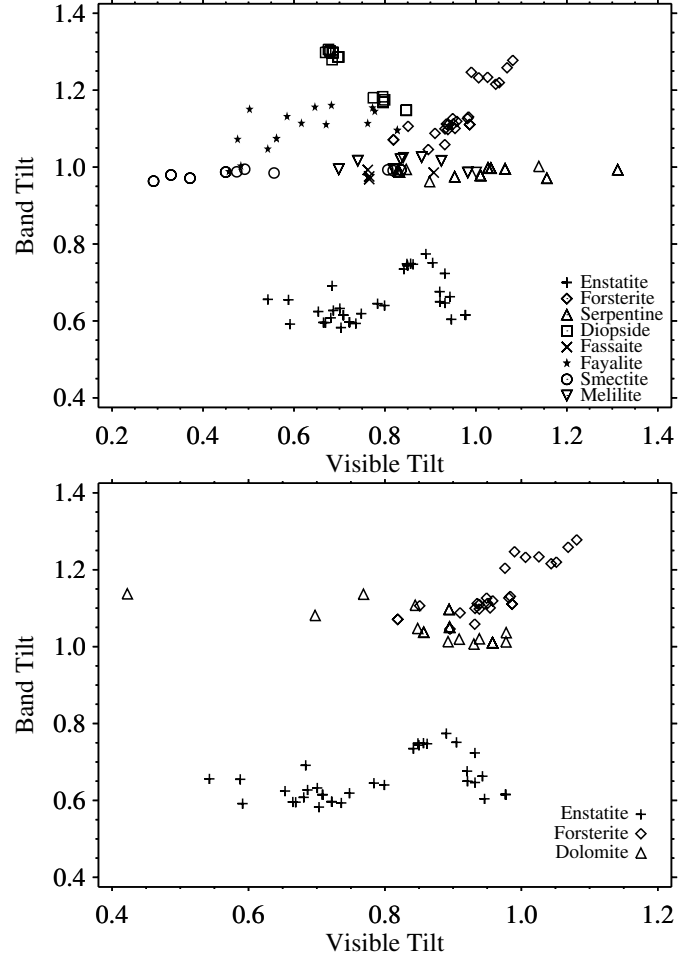 1.4
1.2
1.0
0.8
0.6
0.4
Band Tilt
Enstatite
Forsterite
Serpentine
Diopside
Fassaite
Fayalite
Smectite
Melilite
0.2 0.4 0.6 0.8 1.0 1.2 1.4
Visible Tilt
1.4
1.2
1.0
0.8
0.6
0.4
Band Tilt
Enstatite
Forsterite
Dolomite
0.4 0.6 0.8 1.0 1.2
Visible Tilt